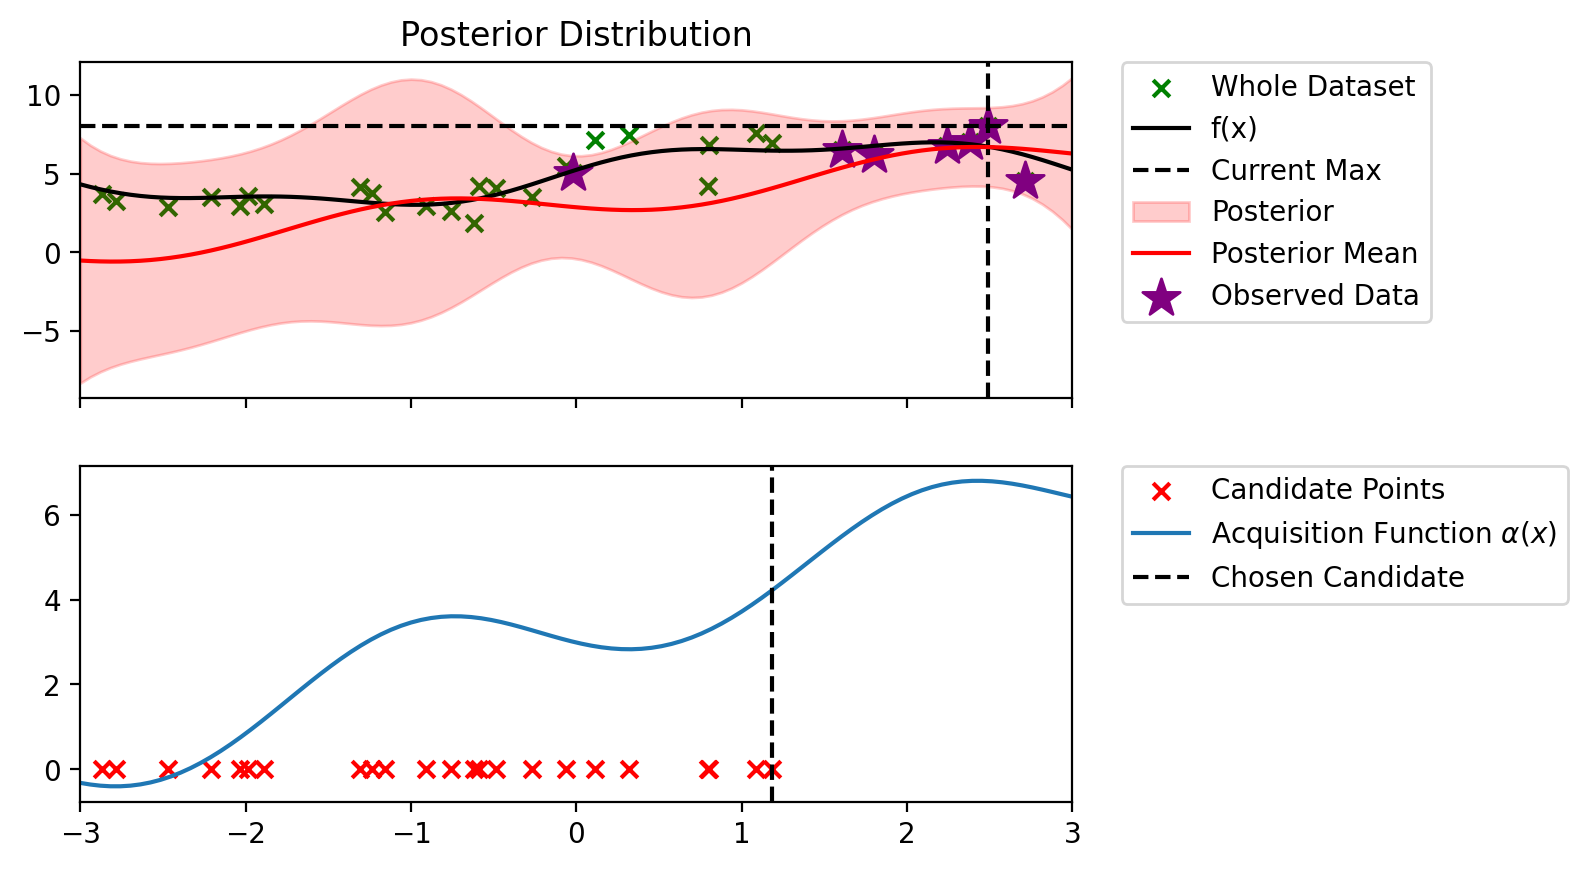 Posterior Distribution
10
5
0
−5
Whole Dataset
f(x)
Current Max
Posterior
Posterior Mean
Observed Data
6
4
2
0
−3
−2
−1
0
1
2
3
Candidate Points
Acquisition Function α(x)
Chosen Candidate